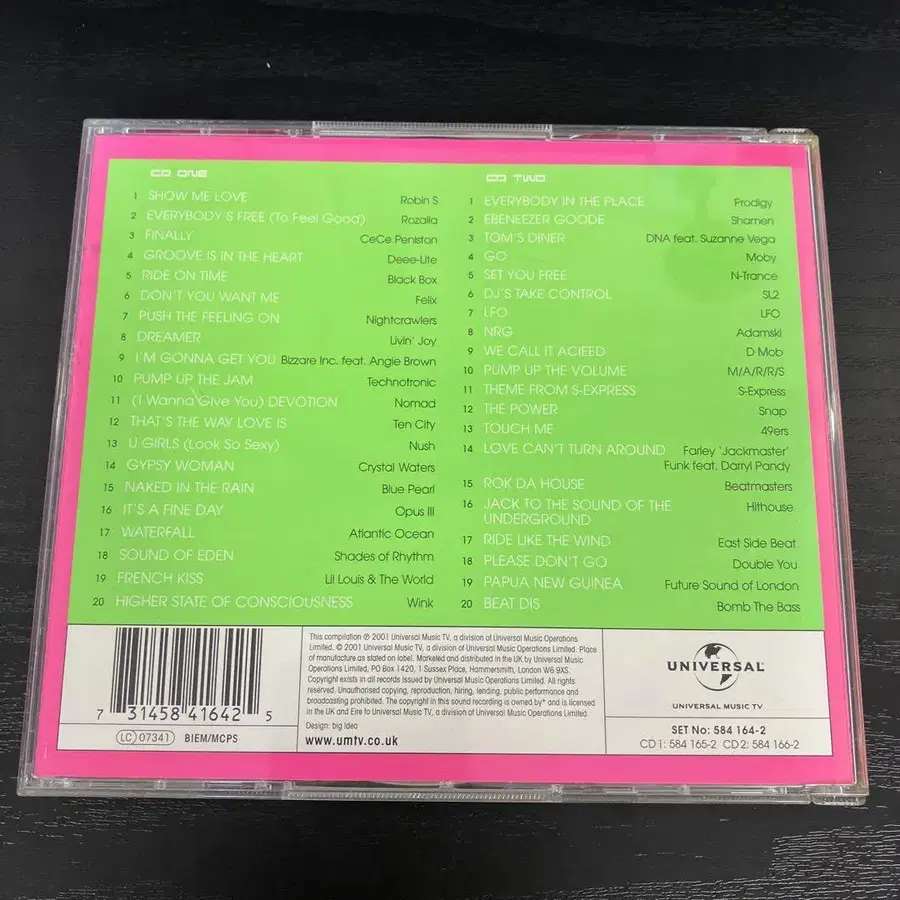 CD ONE
1 SHOW ME LOVE Robin S
2 EVERYBODY S FREE (To Feel Good) Rozalla
3 FINALLY CeCe Peniston
4 GROOVE IS IN THE HEART Deee-Lite
5 RIDE ON TIME Black Box
6 DON'T YOU WANT ME Felix
7 PUSH THE FEELING ON Nightcrawlers
8 DREAMER Livin' Joy
9 I'M GONNA GET YOU Bizzare Inc. feat. Angie Brown
10 PUMP UP THE JAM Technotronic
11 (I Wanna Give You) DEVOTION Nomad
12 THAT'S THE WAY LOVE IS Ten City
13 U GIRLS (Look So Sexy) Nush
14 GYPSY WOMAN Crystal Waters
15 NAKED IN THE RAIN Blue Pearl
16 IT'S A FINE DAY Opus III
17 WATERFALL Atlantic Ocean
18 SOUND OF EDEN Shades of Rhythm
19 FRENCH KISS Lil Louis & The World
20 HIGHER STATE OF CONSCIOUSNESS Wink
CD TWO
1 EVERYBODY IN THE PLACE Prodigy
2 EBENEEZER GOODE Shamen
3 TOM'S DINER DNA feat. Suzanne Vega
4 GO Moby
5 SET YOU FREE N-Trance
6 DJ'S TAKE CONTROL SL2
7 LFO LFO
8 NRG Adamski
9 WE CALL IT ACIEED D Mob
10 PUMP UP THE VOLUME M/A/R/R/S
11 THEME FROM S-EXPRESS S-Express
12 THE POWER Snap
13 TOUCH ME 49ers
14 LOVE CAN'T TURN AROUND Farley 'Jackmaster'
Funk feat. Darryl Pandy
15 ROK DA HOUSE Beatmasters
16 JACK TO THE SOUND OF THE Hithouse
UNDERGROUND
17 RIDE LIKE THE WIND East Side Beat
18 PLEASE DON'T GO Double You
19 PAPUA NEW GUINEA Future Sound of London
20 BEAT DIS Bomb The Bass
7 31458 41642 5
LC 07341 BIEM/MCPS
This compilation ℗ 2001 Universal Music TV, a division of Universal Music Operations
Limited. © 2001 Universal Music TV, a division of Universal Music Operations Limited. Place
of manufacture as stated on label. Marketed and distributed in the UK by Universal Music
Operations Limited, PO Box 1420, 1 Sussex Place, Hammersmith, London W6 9XS.
Copyright exists in all records issued by Universal Music Operations Limited. All rights
reserved. Unauthorised copying, reproduction, hiring, lending, public performance and
broadcasting prohibited. The copyright in this sound recording is owned by* and is licensed
in the UK and Eire to Universal Music TV, a division of Universal Music Operations Limited.
Design: big idea
www.umtv.co.uk
UNIVERSAL
UNIVERSAL MUSIC TV
SET No: 584 164-2
CD1: 584 165-2 CD2: 584 166-2